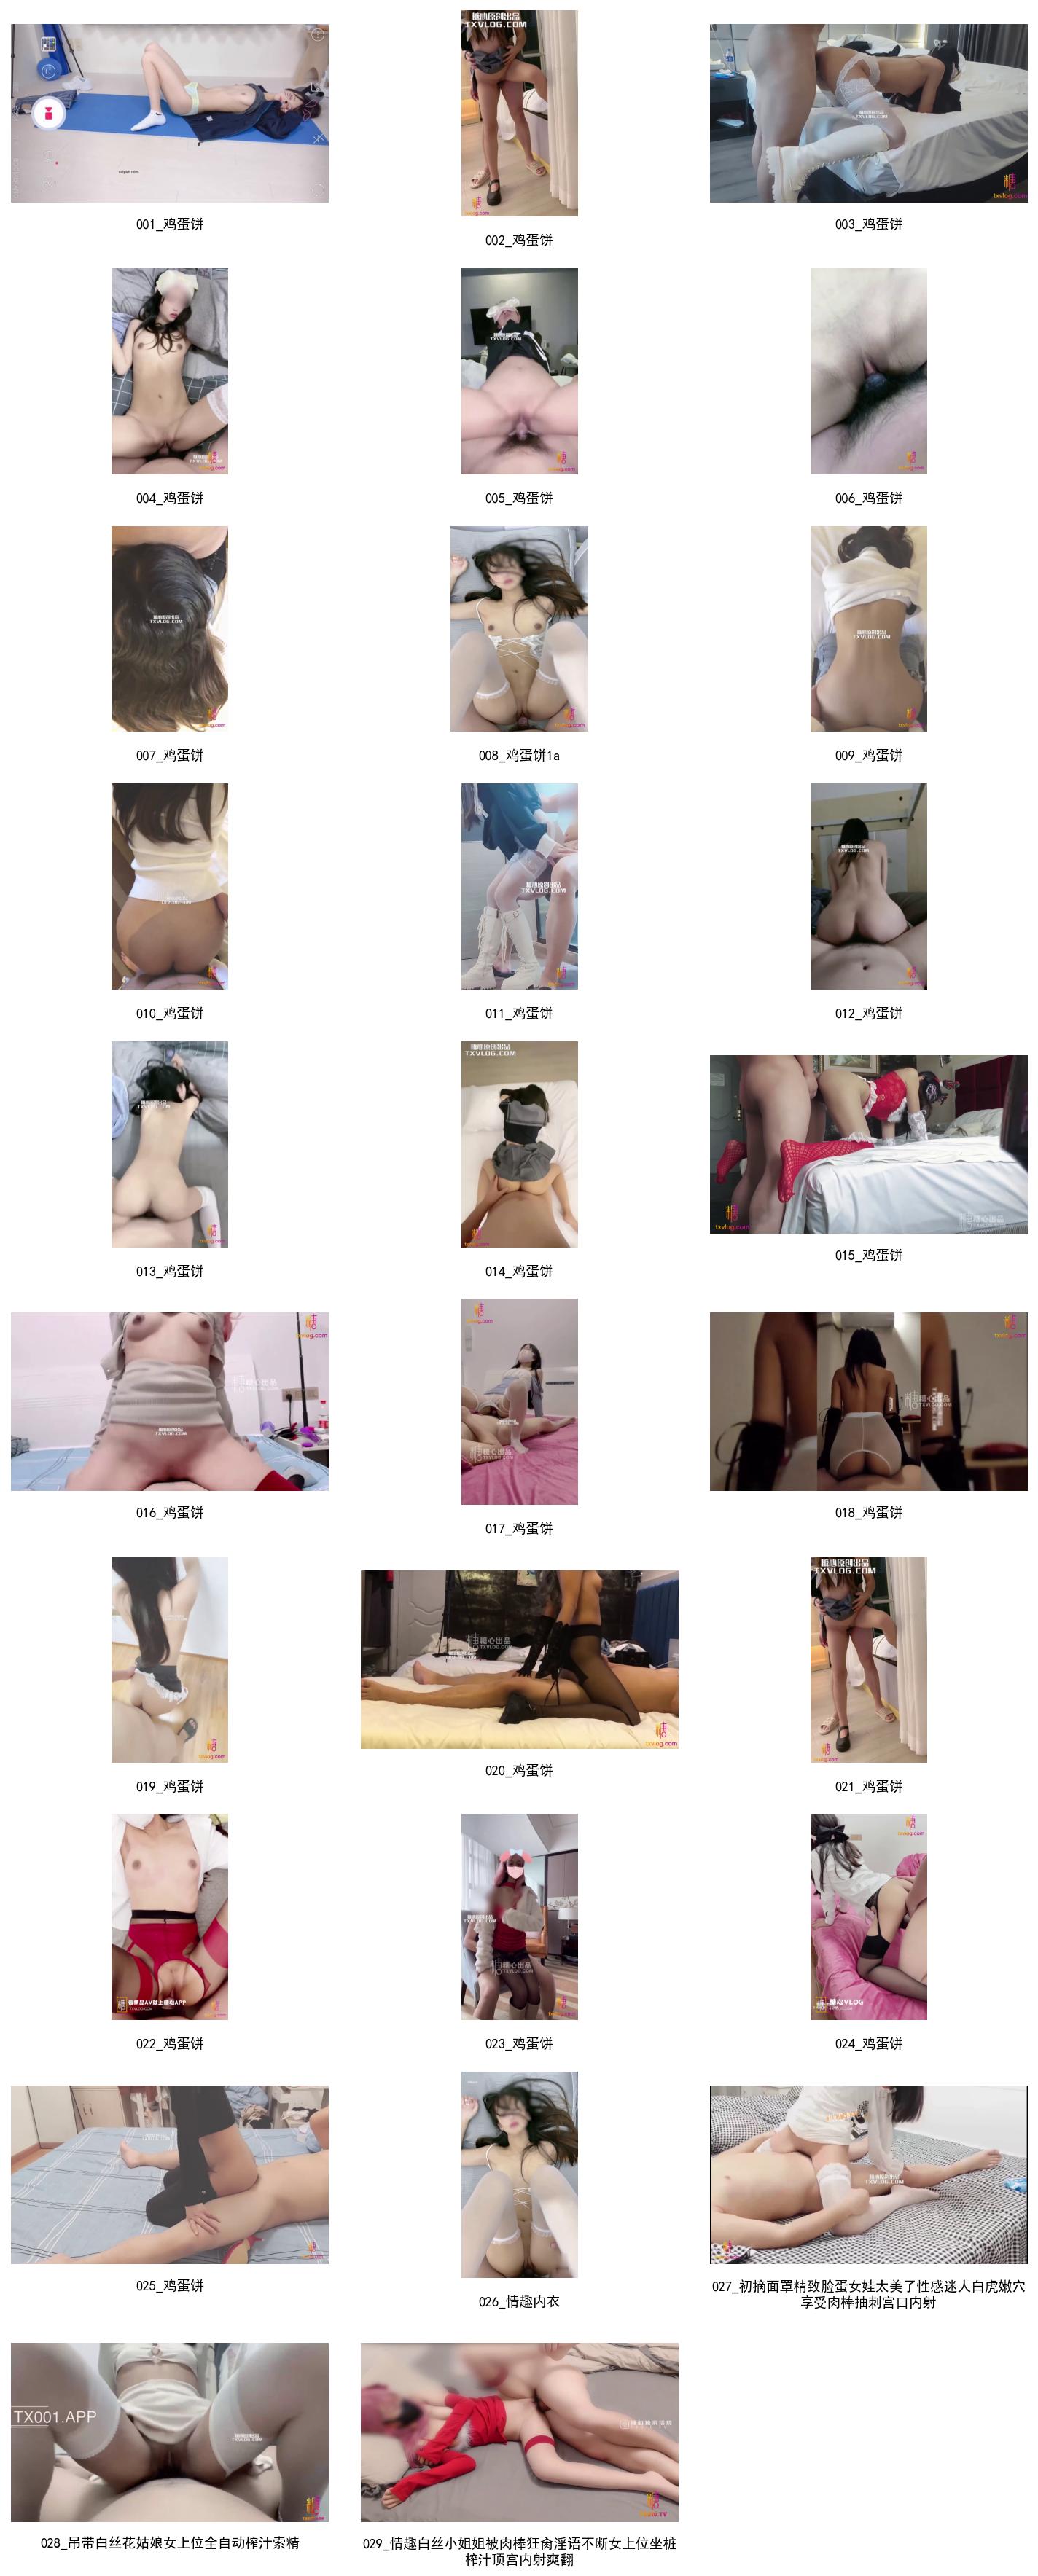 001_鸡蛋饼
002_鸡蛋饼
003_鸡蛋饼
004_鸡蛋饼
005_鸡蛋饼
006_鸡蛋饼
007_鸡蛋饼
008_鸡蛋饼1a
009_鸡蛋饼
010_鸡蛋饼
011_鸡蛋饼
012_鸡蛋饼
013_鸡蛋饼
014_鸡蛋饼
015_鸡蛋饼
016_鸡蛋饼
017_鸡蛋饼
018_鸡蛋饼
019_鸡蛋饼
020_鸡蛋饼
021_鸡蛋饼
022_鸡蛋饼
023_鸡蛋饼
024_鸡蛋饼
025_鸡蛋饼
026_情趣内衣
027_初摘面罩精致脸蛋女娃太美了性感迷人白虎嫩穴
享受肉棒抽刺宫口内射
TX001.APP
028_吊带白丝花姑娘女上位全自动榨汁索精
029_情趣白丝小姐姐被肉棒狂肏淫语不断女上位坐桩
榨汁顶宫内射爽翻